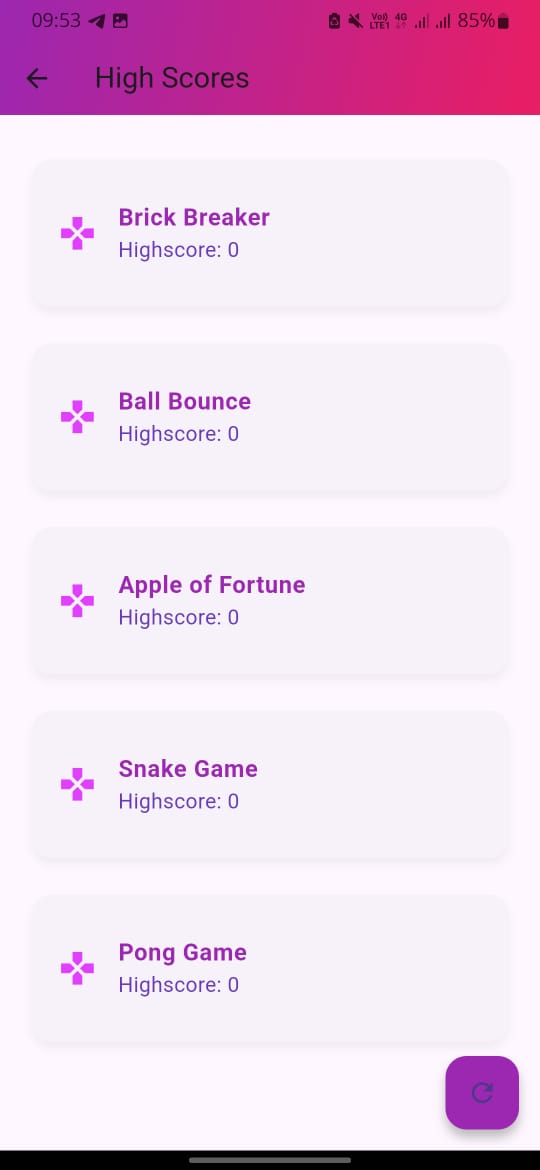 09:53
Vo)) 4G
LTE1
85%
High Scores
Brick Breaker
Highscore: 0
Ball Bounce
Highscore: 0
Apple of Fortune
Highscore: 0
Snake Game
Highscore: 0
Pong Game
Highscore: 0